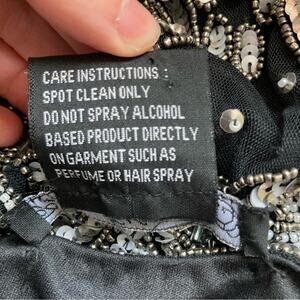 CARE INSTRUCTIONS :
SPOT CLEAN ONLY
DO NOT SPRAY ALCOHOL
BASED PRODUCT DIRECTLY
ON GARMENT SUCH AS
PERFUME OR HAIR SPRAY